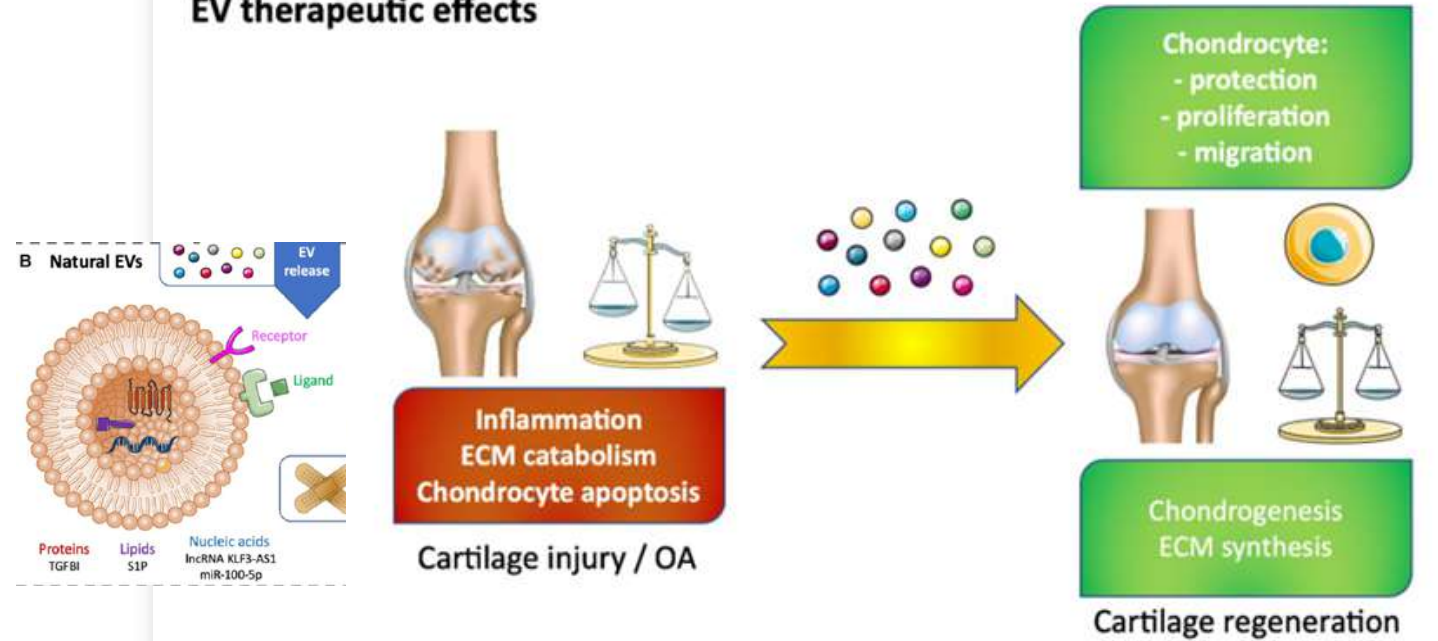 EV therapeutic effects
Chondrocyte:
- protection
- proliferation
- migration
B Natural EVs
EV
release
Receptor
Ligand
Proteins
TGFBI
Lipids
S1P
Nucleic acids
lncRNA KLF3-AS1
miR-100-5p
Inflammation
ECM catabolism
Chondrocyte apoptosis
Cartilage injury / OA
Chondrogenesis
ECM synthesis
Cartilage regeneration